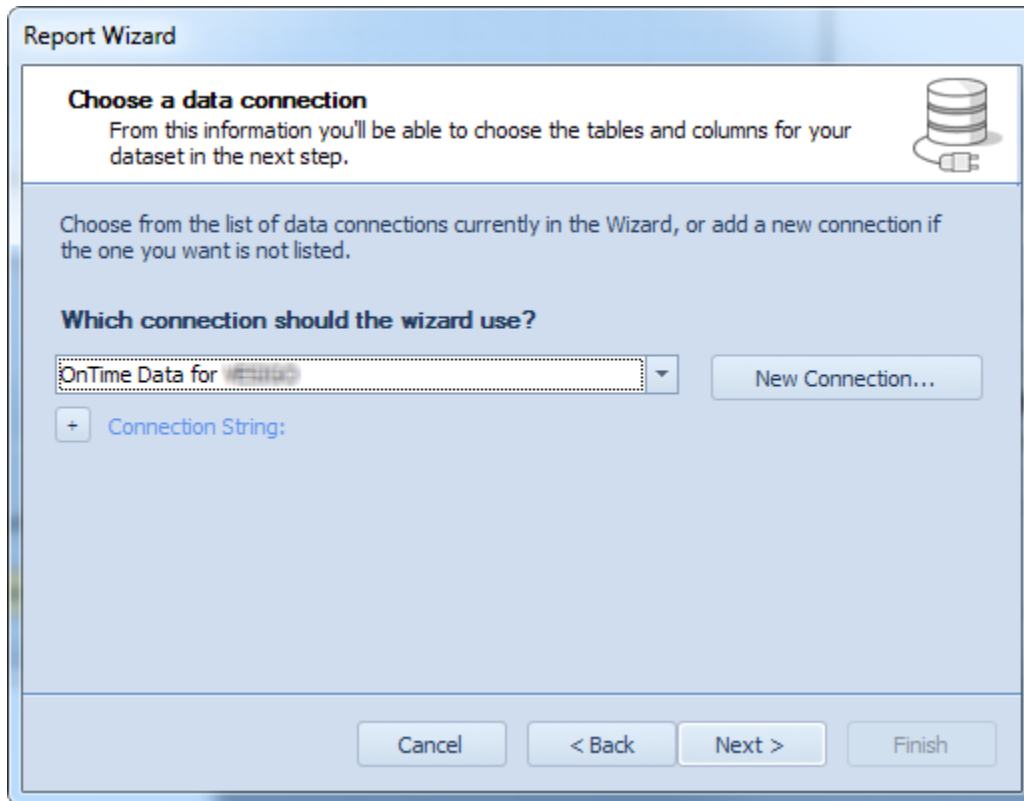 Report Wizard
Choose a data connection
From this information you'll be able to choose the tables and columns for your
dataset in the next step.
Choose from the list of data connections currently in the Wizard, or add a new connection if
the one you want is not listed.
Which connection should the wizard use?
OnTime Data for
New Connection...
+ Connection String:
Cancel
< Back
Next >
Finish